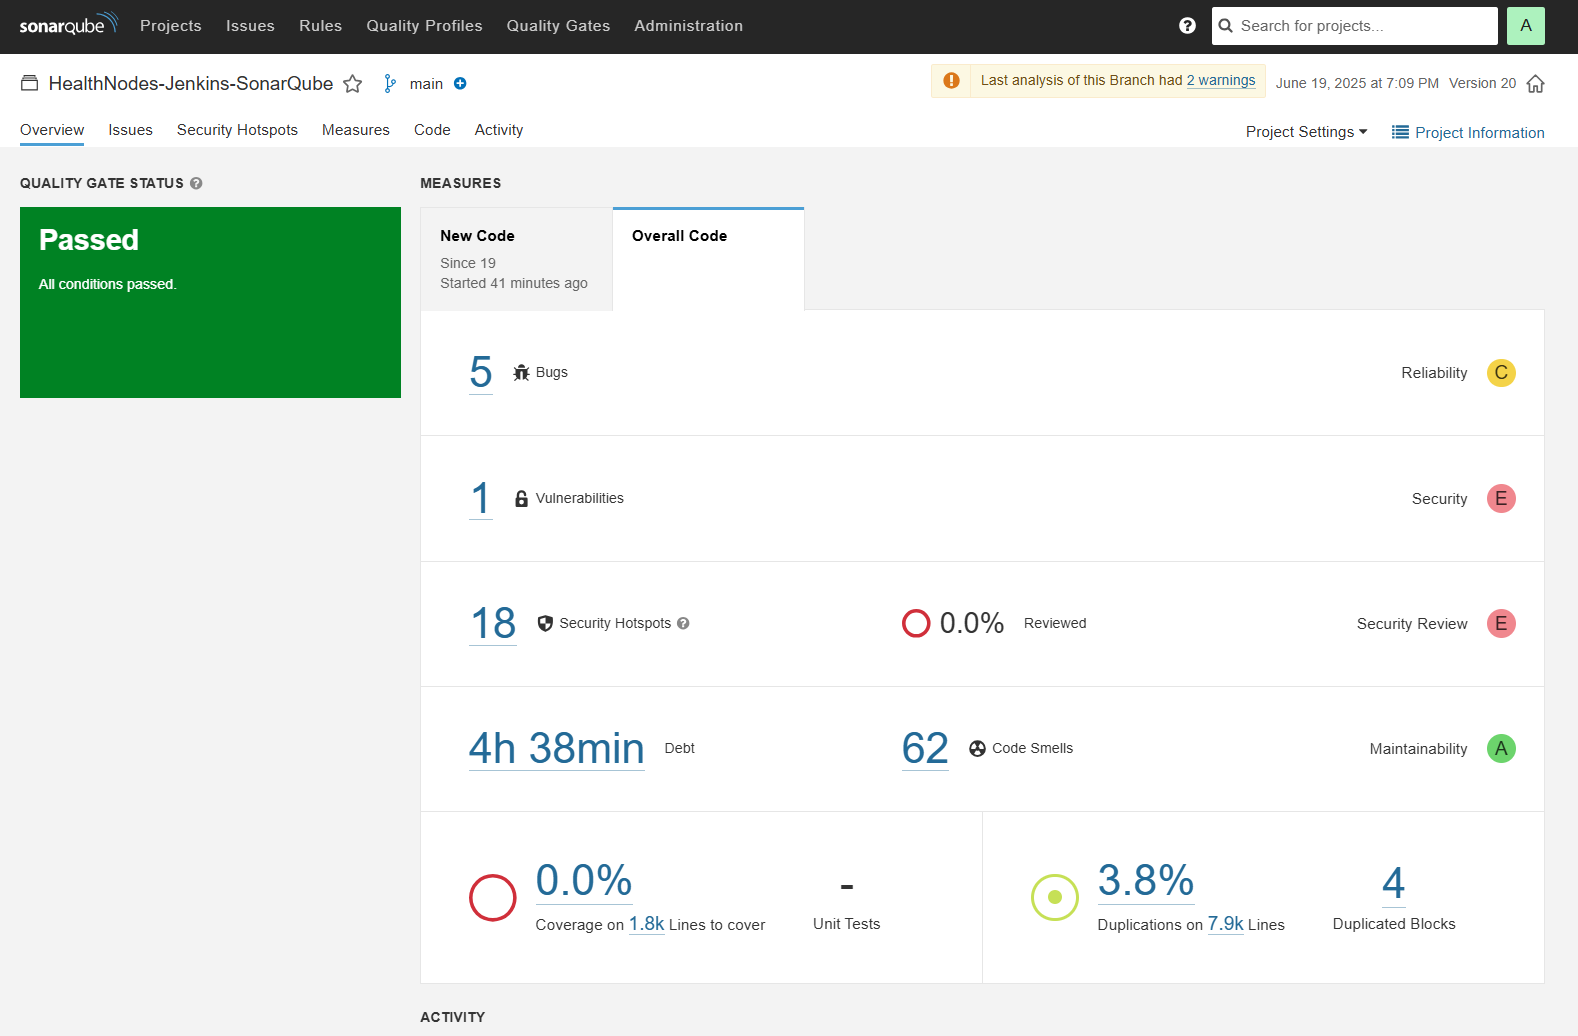 sonarqube Projects Issues Rules Quality Profiles Quality Gates Administration ? Search for projects... A
HealthNodes-Jenkins-SonarQube main Last analysis of this Branch had 2 warnings June 19, 2025 at 7:09 PM Version 20
Overview Issues Security Hotspots Measures Code Activity Project Settings Project Information
QUALITY GATE STATUS ?
Passed
All conditions passed.
MEASURES
New Code
Since 19
Started 41 minutes ago
Overall Code
5 Bugs Reliability C
1 Vulnerabilities Security E
18 Security Hotspots ? 0.0% Reviewed Security Review E
4h 38min Debt 62 Code Smells Maintainability A
0.0% -
Coverage on 1.8k Lines to cover Unit Tests
3.8% 4
Duplications on 7.9k Lines Duplicated Blocks
ACTIVITY